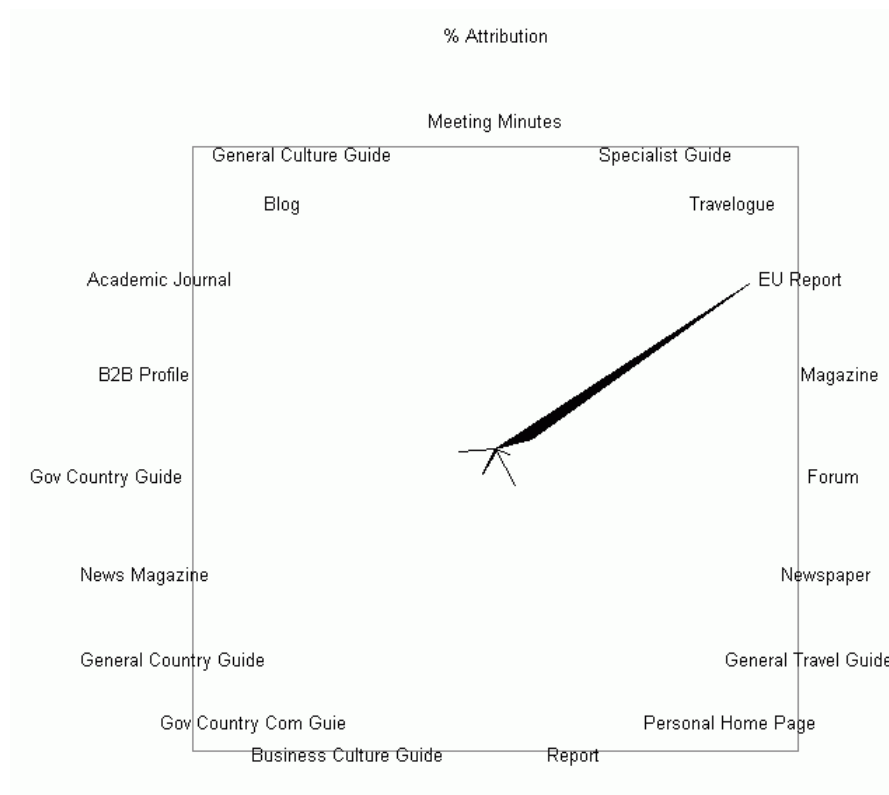 % Attribution
Meeting Minutes
General Culture Guide
Specialist Guide
Blog
Travelogue
Academic Journal
EU Report
B2B Profile
Magazine
Gov Country Guide
Forum
News Magazine
Newspaper
General Country Guide
General Travel Guide
Gov Country Com Guie
Personal Home Page
Business Culture Guide
Report